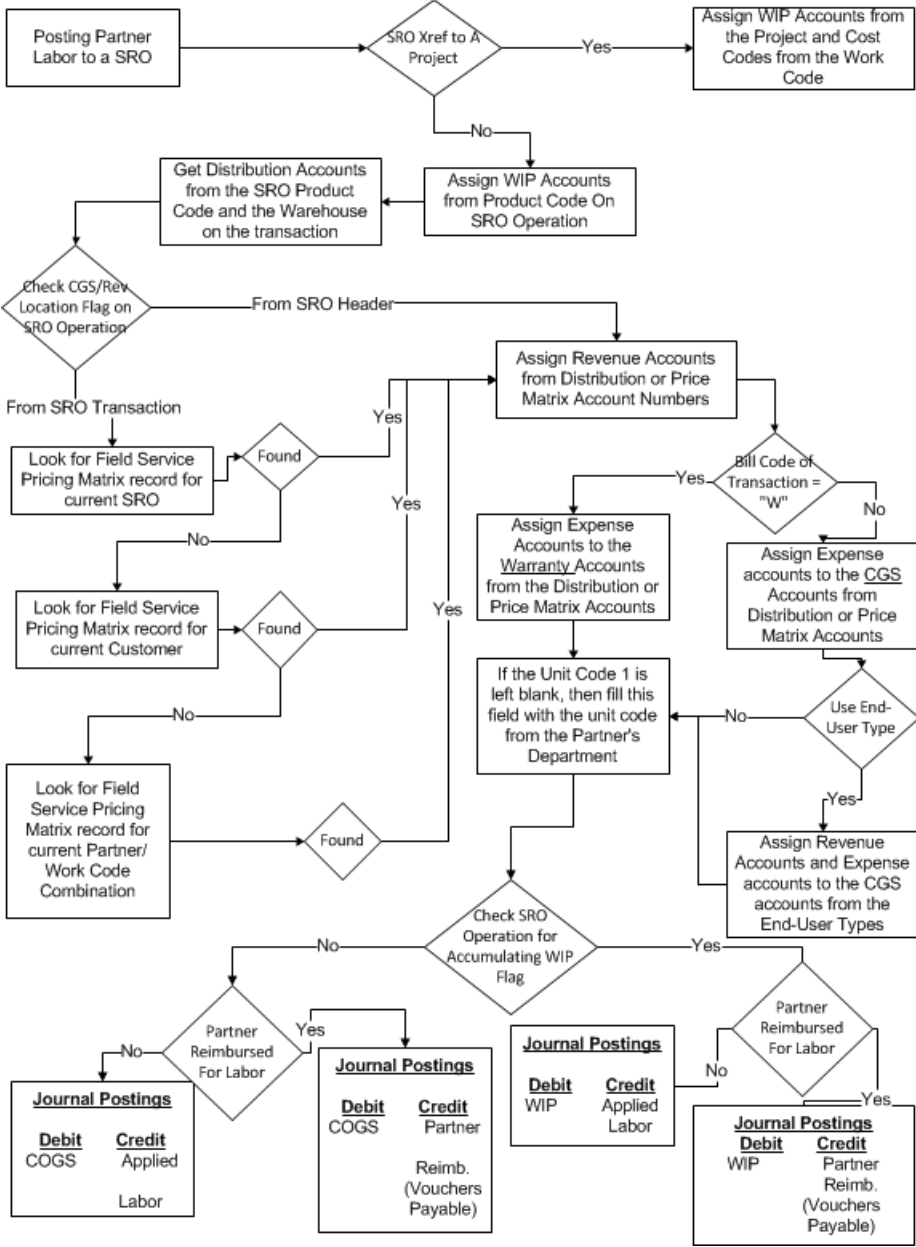 Posting Partner
Labor to a SRO
SRO Xref to A
Project
Yes
Assign WIP Accounts from
the Project and Cost
Codes from the Work
Code
No
Get Distribution Accounts
from the SRO Product
Code and the Warehouse
on the transaction
Assign WIP Accounts
from Product Code On
SRO Operation
Check CGS/Rev
Location Flag on
SRO Operation
From SRO Header
Assign Revenue Accounts
from Distribution or Price
Matrix Account Numbers
From SRO Transaction
Look for Field Service
Pricing Matrix record for
current SRO
Found
Yes
No
Bill Code of
Transaction =
"W"
Yes
No
Assign Expense
Accounts to the
Warranty Accounts
from the Distribution or
Price Matrix Accounts
Assign Expense
accounts to the CGS
Accounts from
Distribution or Price
Matrix Accounts
Look for Field Service
Pricing Matrix record for
current Customer
Found
Yes
No
If the Unit Code 1 is
left blank, then fill this
field with the unit code
from the Partner's
Department
Use End-
User Type
No
Yes
Look for Field
Service Pricing
Matrix record for
current Partner/
Work Code
Combination
Found
Yes
Assign Revenue
Accounts and Expense
accounts to the CGS
accounts from the
End-User Types
Check SRO
Operation for
Accumulating WIP
Flag
No
Yes
Partner
Reimbursed
For Labor
No
Yes
Partner
Reimbursed
For Labor
No
Yes
Journal Postings
Debit Credit
COGS Applied
Labor
Journal Postings
Debit Credit
COGS Partner
Reimb.
(Vouchers
Payable)
Journal Postings
Debit Credit
WIP Applied
Labor
Journal Postings
Debit Credit
WIP Partner
Reimb.
(Vouchers
Payable)